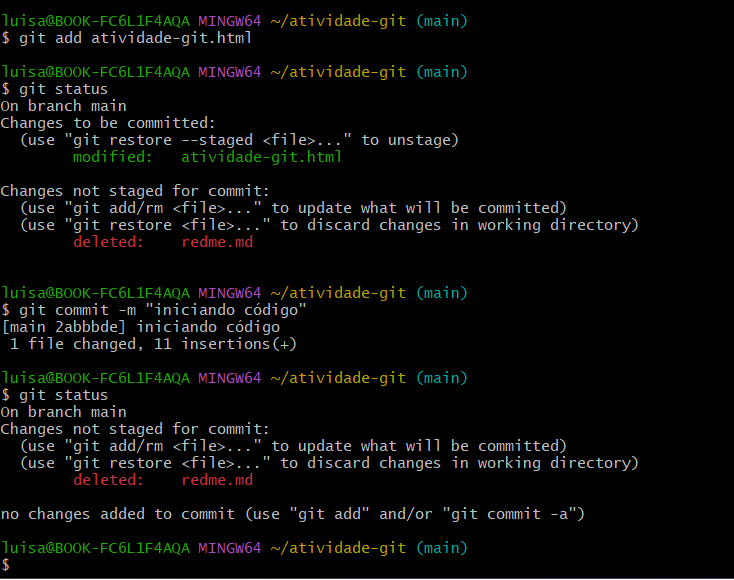 luisa@BOOK-FC6L1F4AQA MINGW64 ~/atividade-git (main)
$ git add atividade-git.html

luisa@BOOK-FC6L1F4AQA MINGW64 ~/atividade-git (main)
$ git status
On branch main
Changes to be committed:
  (use "git restore --staged <file>..." to unstage)
        modified:   atividade-git.html

Changes not staged for commit:
  (use "git add/rm <file>..." to update what will be committed)
  (use "git restore <file>..." to discard changes in working directory)
        deleted:    redme.md

luisa@BOOK-FC6L1F4AQA MINGW64 ~/atividade-git (main)
$ git commit -m "iniciando código"
[main 2abbbde] iniciando código
 1 file changed, 11 insertions(+)

luisa@BOOK-FC6L1F4AQA MINGW64 ~/atividade-git (main)
$ git status
On branch main
Changes not staged for commit:
  (use "git add/rm <file>..." to update what will be committed)
  (use "git restore <file>..." to discard changes in working directory)
        deleted:    redme.md

no changes added to commit (use "git add" and/or "git commit -a")

luisa@BOOK-FC6L1F4AQA MINGW64 ~/atividade-git (main)
$